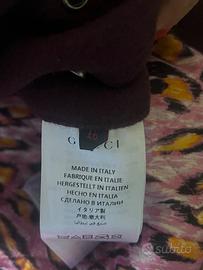 40
GUCCI
MADE IN ITALY
FABRIQUE EN ITALIE
HERGESTELLT IN ITALIEN
HECHO EN ITALIA
СДЕЛАНО В ИТАЛИИ
イタリア製
产地:意大利
subito